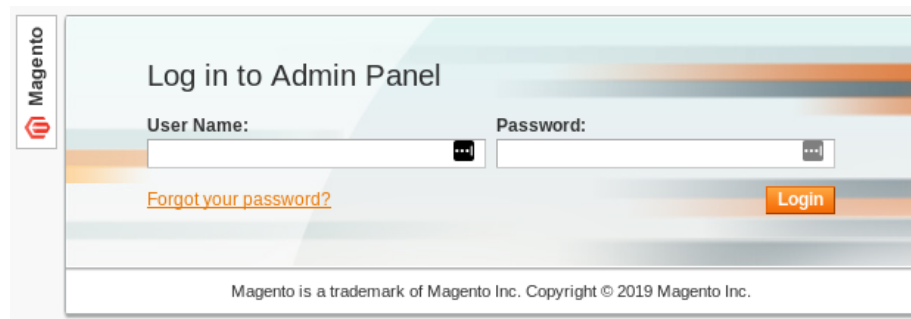 Magento
Log in to Admin Panel
User Name:
Password:
Forgot your password?
Login
Magento is a trademark of Magento Inc. Copyright © 2019 Magento Inc.